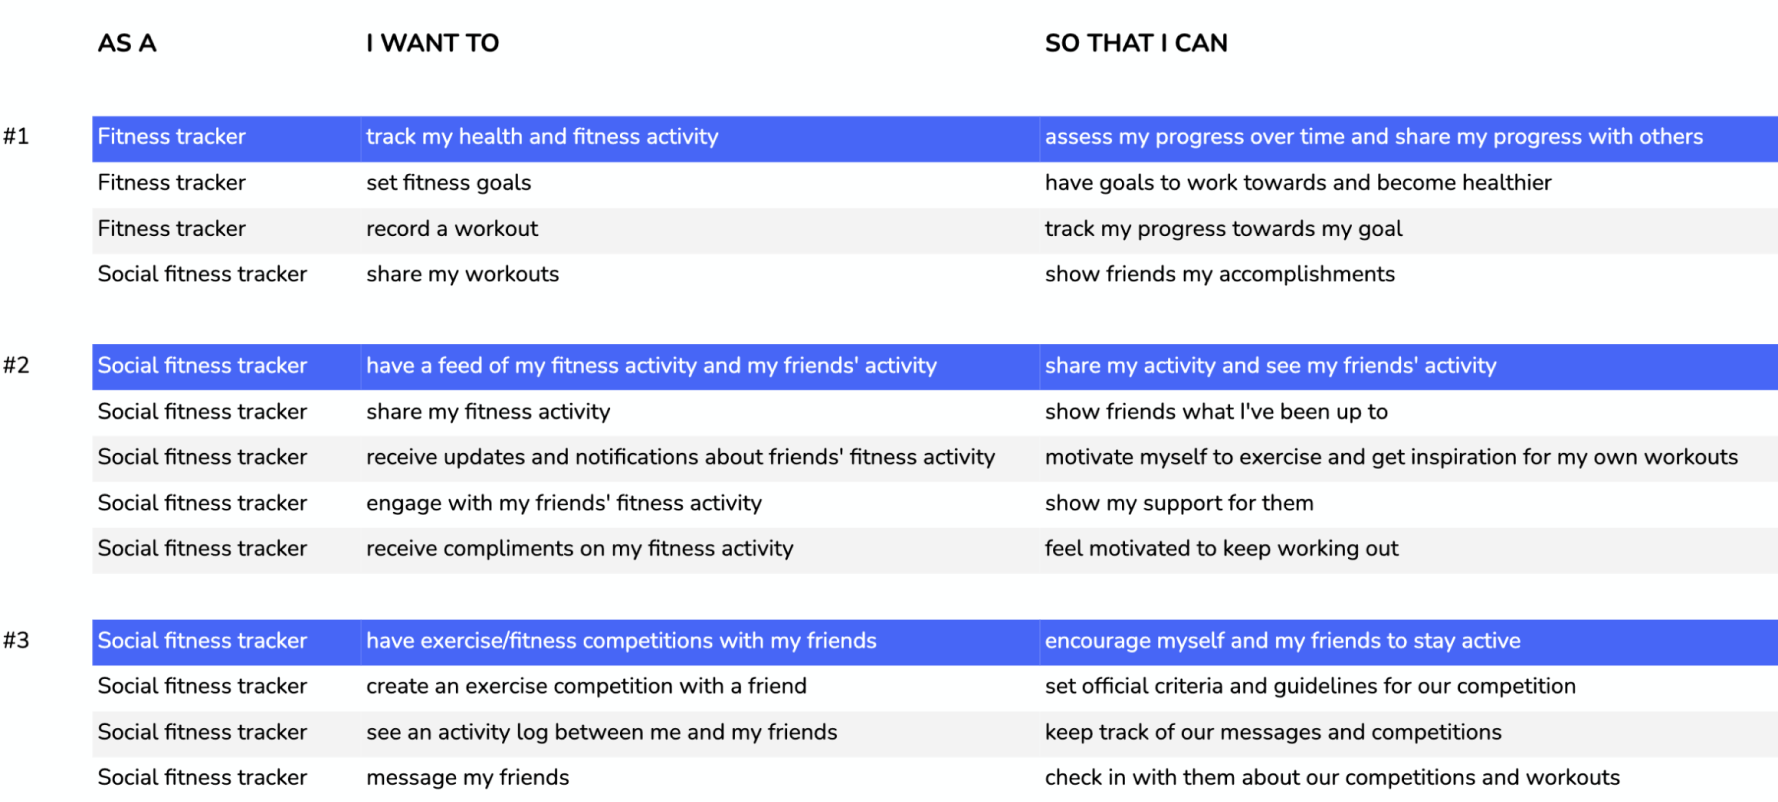 AS A I WANT TO SO THAT I CAN
#1 Fitness tracker track my health and fitness activity assess my progress over time and share my progress with others
Fitness tracker set fitness goals have goals to work towards and become healthier
Fitness tracker record a workout track my progress towards my goal
Social fitness tracker share my workouts show friends my accomplishments
#2 Social fitness tracker have a feed of my fitness activity and my friends' activity share my activity and see my friends' activity
Social fitness tracker share my fitness activity show friends what I've been up to
Social fitness tracker receive updates and notifications about friends' fitness activity motivate myself to exercise and get inspiration for my own workouts
Social fitness tracker engage with my friends' fitness activity show my support for them
Social fitness tracker receive compliments on my fitness activity feel motivated to keep working out
#3 Social fitness tracker have exercise/fitness competitions with my friends encourage myself and my friends to stay active
Social fitness tracker create an exercise competition with a friend set official criteria and guidelines for our competition
Social fitness tracker see an activity log between me and my friends keep track of our messages and competitions
Social fitness tracker message my friends check in with them about our competitions and workouts